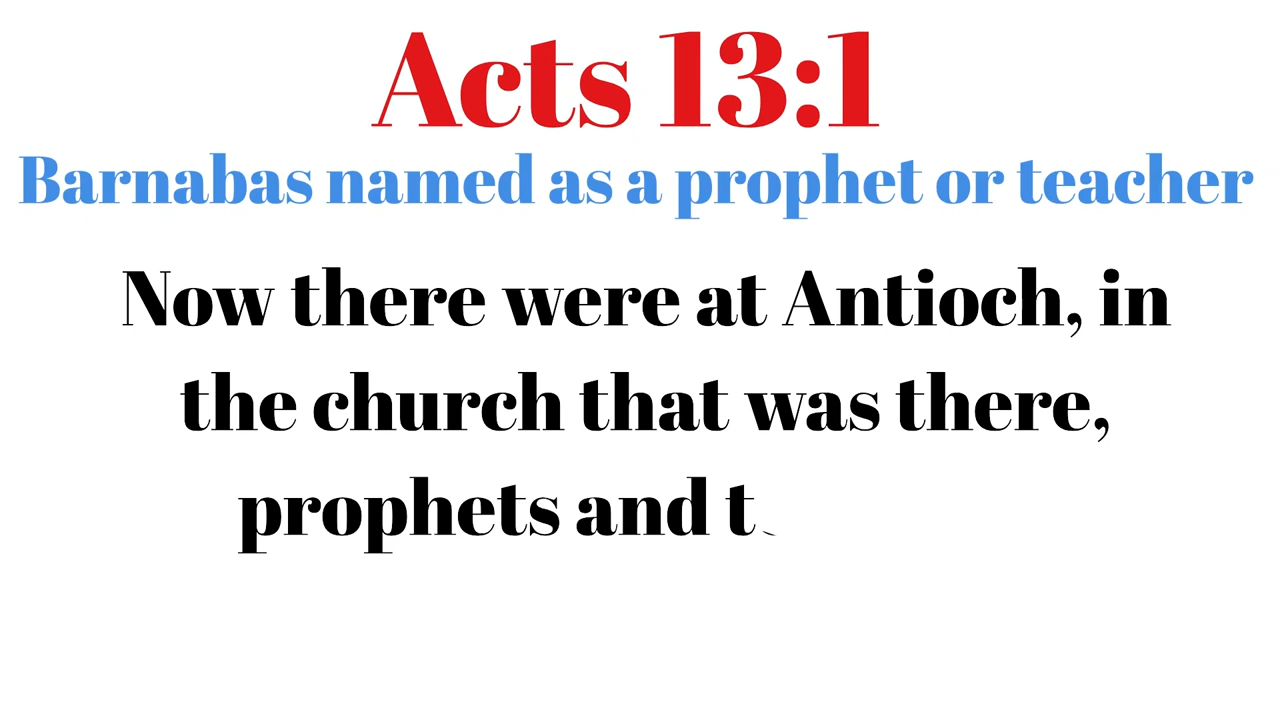 Acts 13:1
Barnabas named as a prophet or teacher
Now there were at Antioch, in
the church that was there,
prophets and t